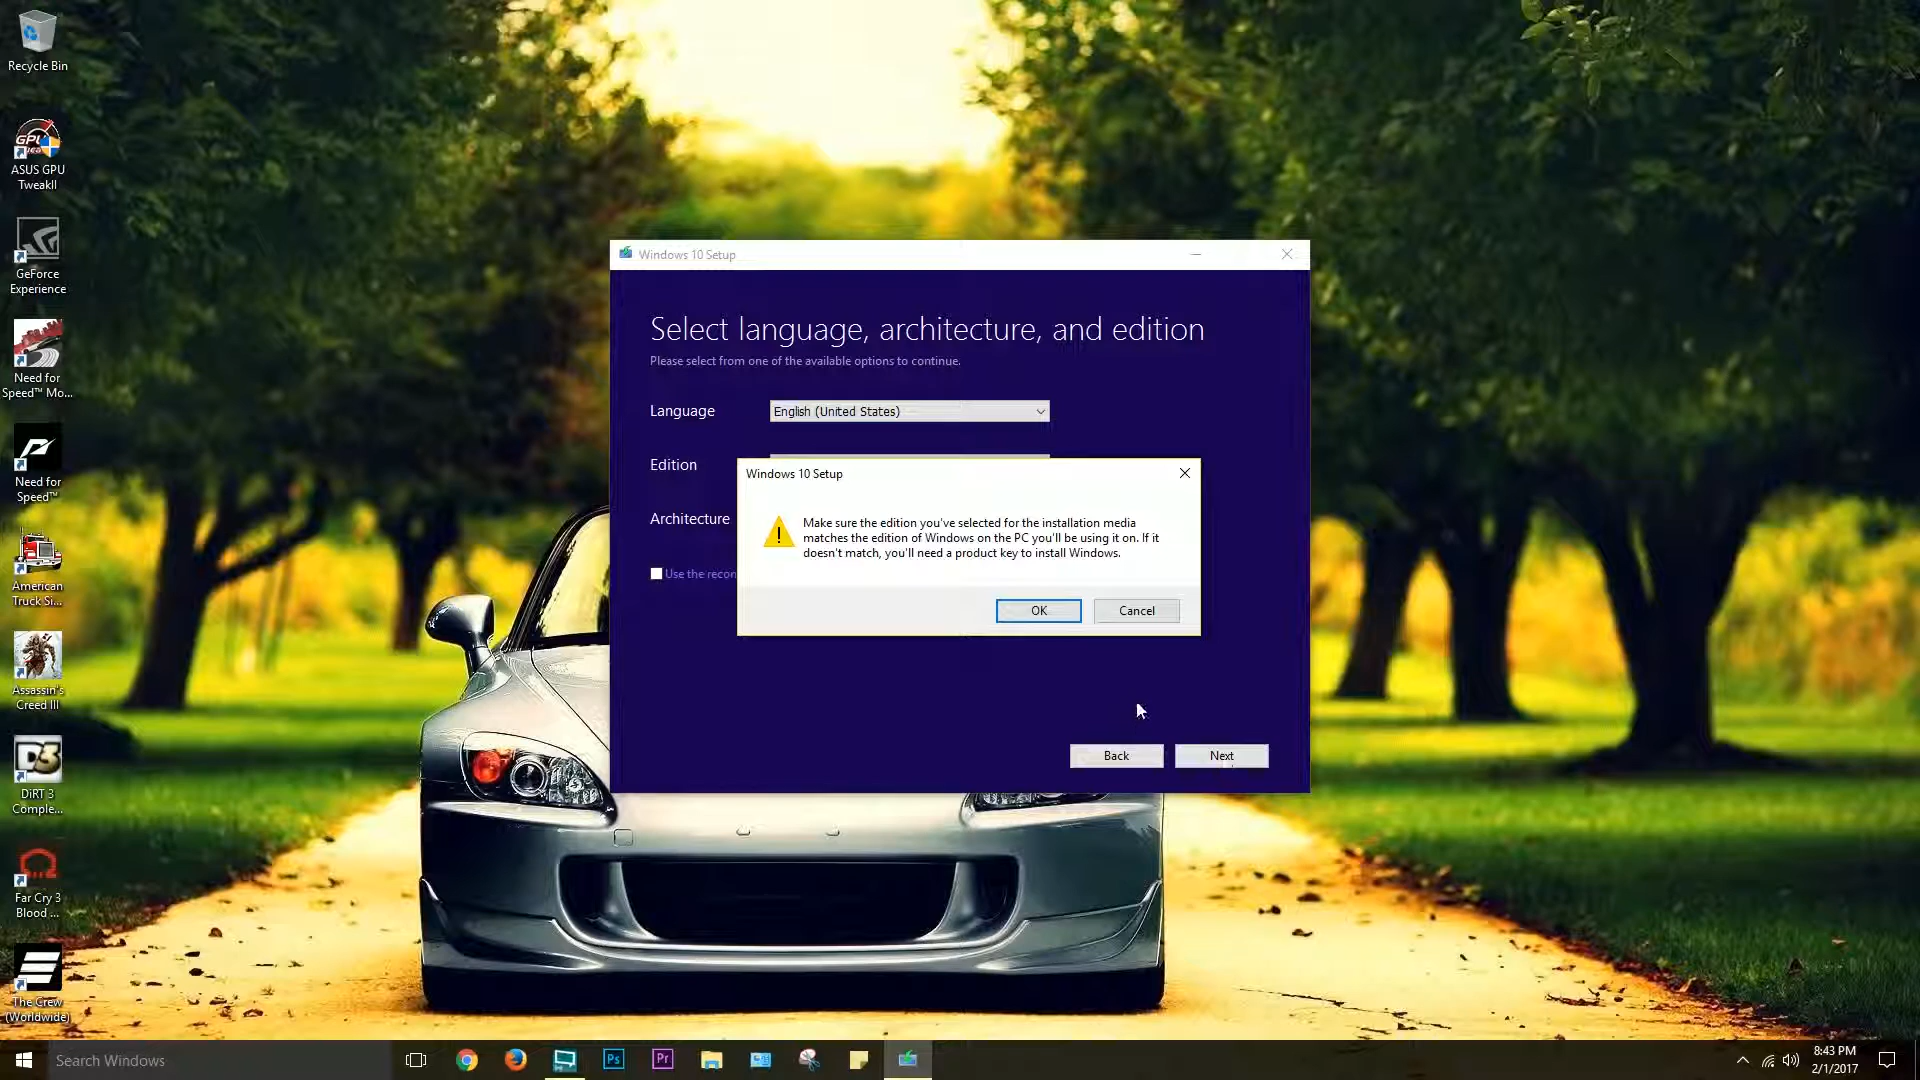 Recycle Bin
ASUS GPU
TweakII
GeForce
Experience
Need for
Speed™ Mo...
Need for
Speed™
American
Truck Si...
Assassin's
Creed III
D3
DiRT 3
Comple...
Far Cry 3
Blood ...
The Crew
(Worldwide)
Windows 10 Setup
Select language, architecture, and edition
Please select from one of the available options to continue.
Language
English (United States)
Edition
Architecture
Use the recon
Windows 10 Setup
Make sure the edition you've selected for the installation media
matches the edition of Windows on the PC you'll be using it on. If it
doesn't match, you'll need a product key to install Windows.
OK Cancel
Back Next
Search Windows
Ps
Pr
8:43 PM
2/1/2017